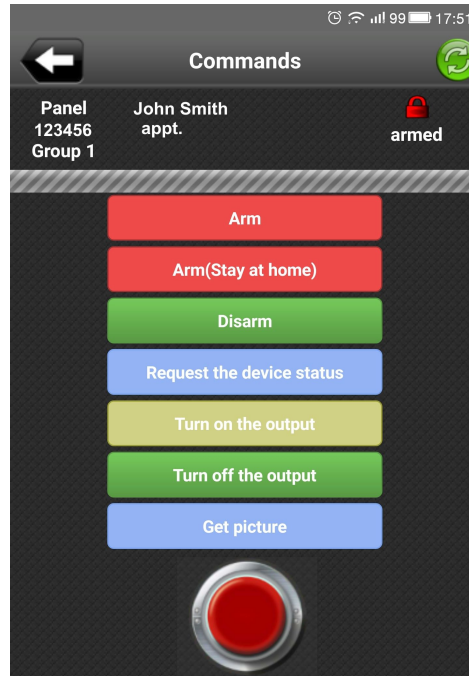 99 17:51
Commands
Panel
123456
Group 1
John Smith
appt.
armed
Arm
Arm(Stay at home)
Disarm
Request the device status
Turn on the output
Turn off the output
Get picture